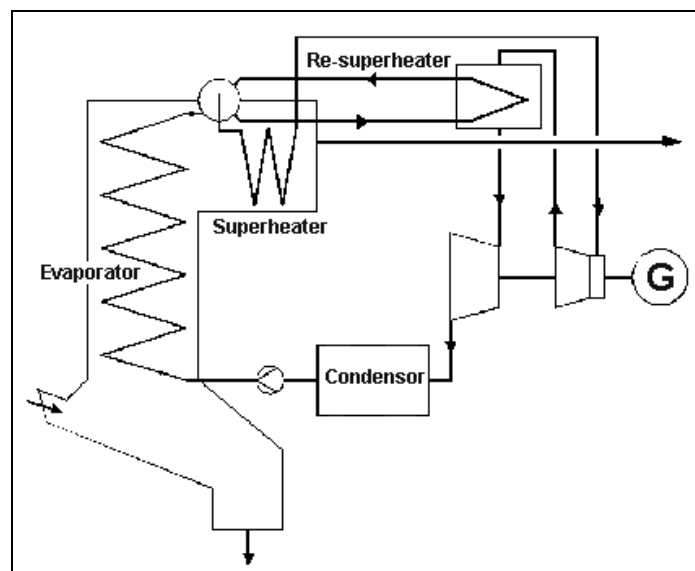 Re-superheater
Superheater
Evaporator
G
Condensor